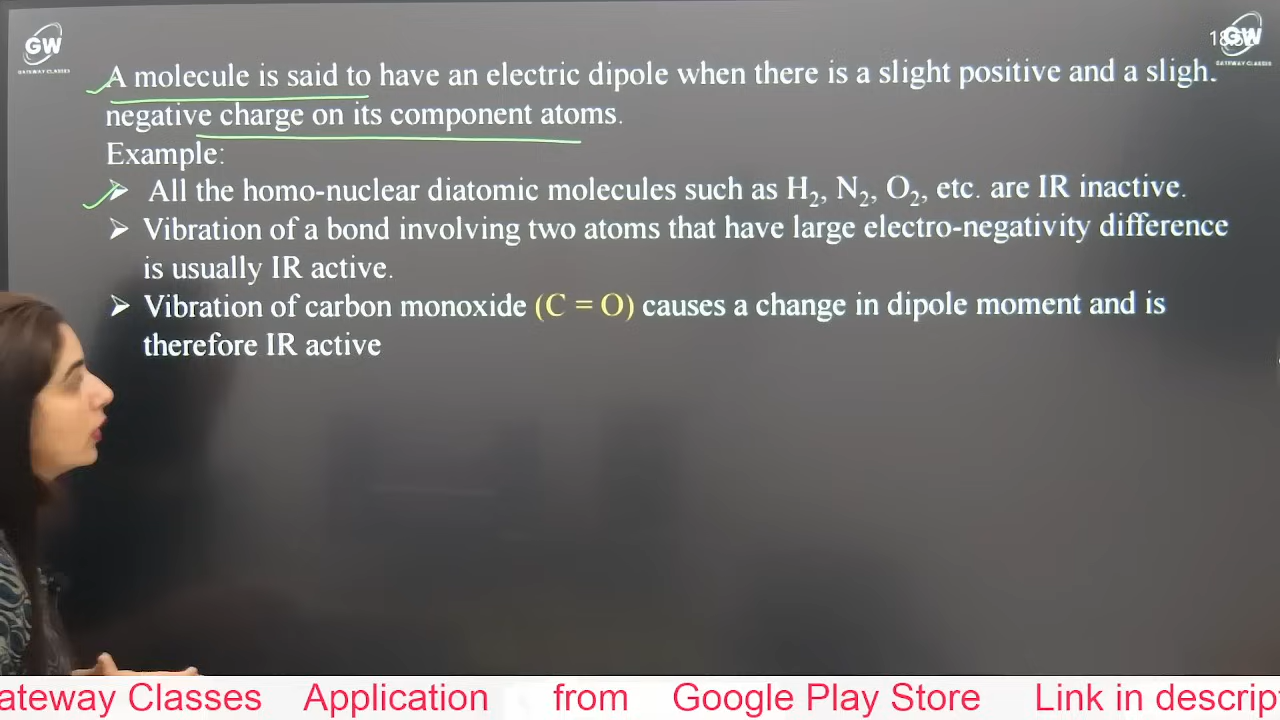 GW
GATEWAY CLASSES
GW
GATEWAY CLASSES
A molecule is said to have an electric dipole when there is a slight positive and a sligh
negative charge on its component atoms.
Example:
➤ All the homo-nuclear diatomic molecules such as H₂, N₂, O₂, etc. are IR inactive.
➤ Vibration of a bond involving two atoms that have large electro-negativity difference
is usually IR active.
➤ Vibration of carbon monoxide (C = O) causes a change in dipole moment and is
therefore IR active
ateway Classes Application from Google Play Store Link in descrip